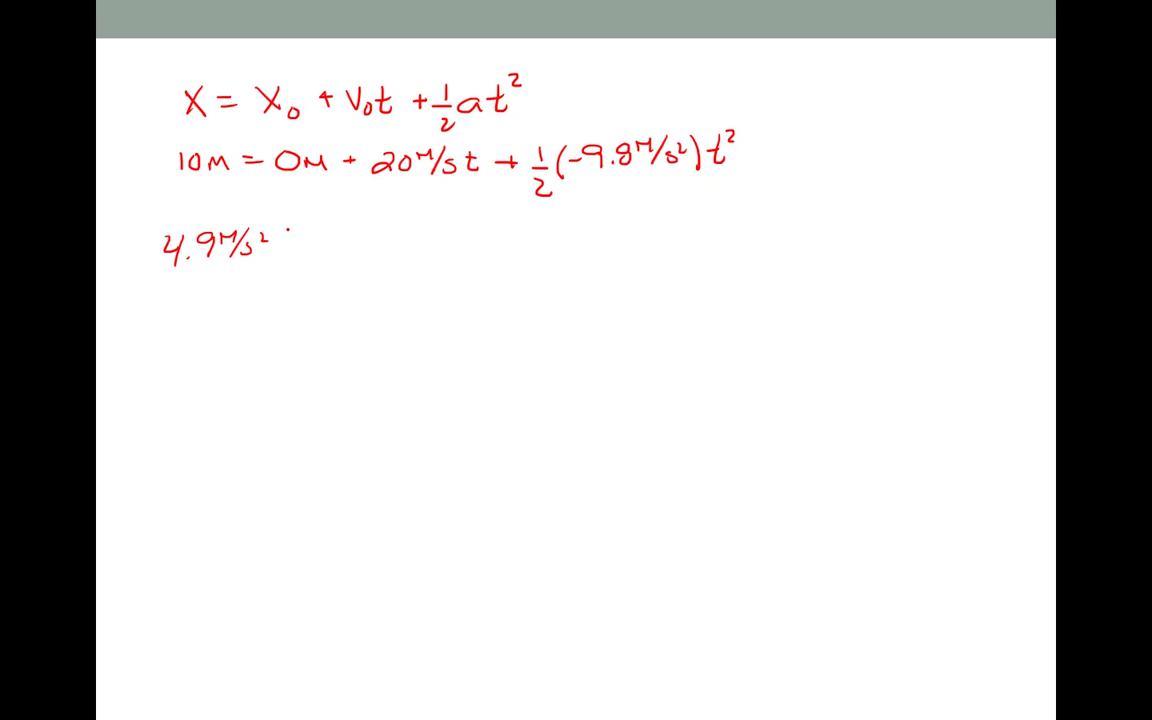 X = X₀ + V₀t + ½at²
10M = 0M + 20M/s t + ½(-9.8M/s²)t²
4.9M/s²